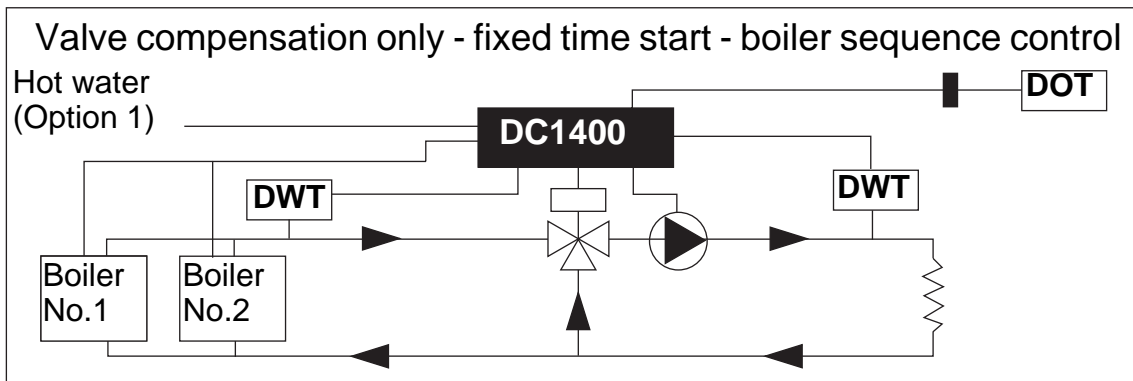 Valve compensation only - fixed time start - boiler sequence control
Hot water
(Option 1)
DOT
DC1400
DWT
DWT
Boiler
No.1
Boiler
No.2